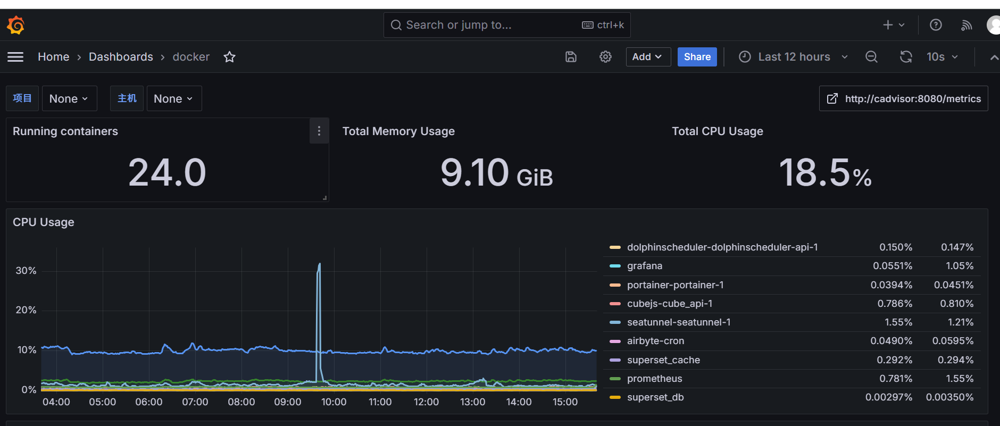 Search or jump to... ctrl+k
Home › Dashboards › docker Add Share Last 12 hours 10s
项目 None 主机 None http://cadvisor:8080/metrics
Running containers
24.0
Total Memory Usage
9.10 GiB
Total CPU Usage
18.5%
CPU Usage
30%
20%
10%
0%
04:00 05:00 06:00 07:00 08:00 09:00 10:00 11:00 12:00 13:00 14:00 15:00
dolphinscheduler-dolphinscheduler-api-1 0.150% 0.147%
grafana 0.0551% 1.05%
portainer-portainer-1 0.0394% 0.0451%
cubejs-cube_api-1 0.786% 0.810%
seatunnel-seatunnel-1 1.55% 1.21%
airbyte-cron 0.0490% 0.0595%
superset_cache 0.292% 0.294%
prometheus 0.781% 1.55%
superset_db 0.00297% 0.00350%